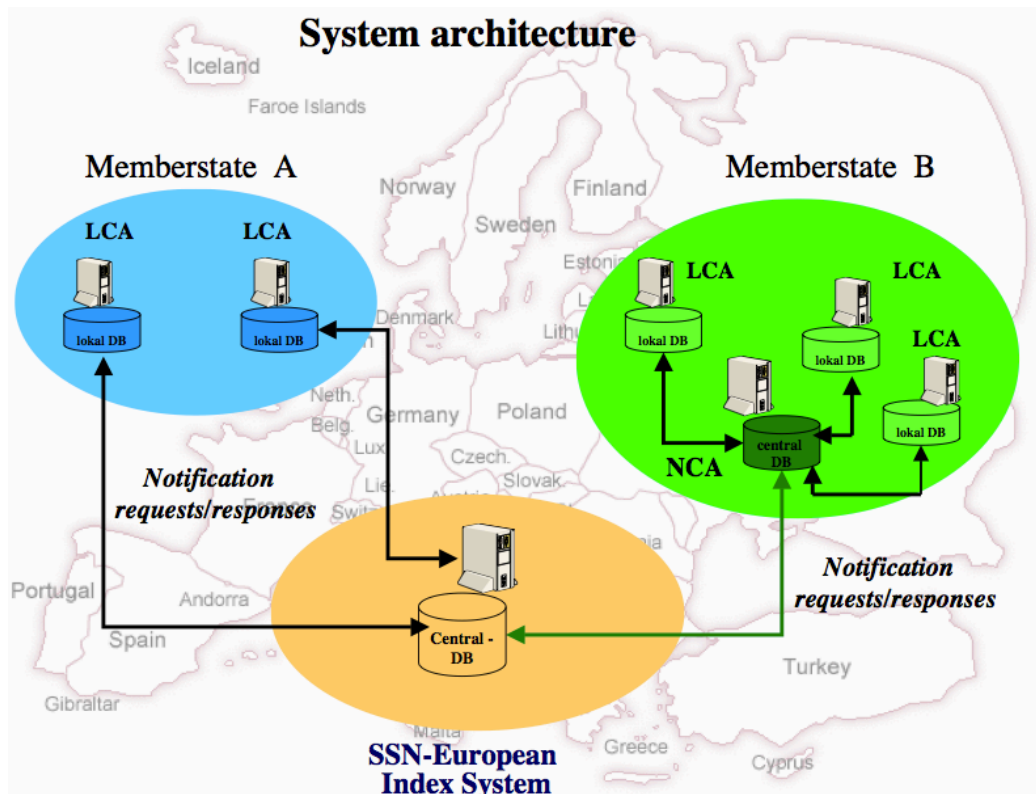 System architecture
Iceland
Faroe Islands
Memberstate A
Memberstate B
Norway
Finland
Sweden
LCA
LCA
LCA
LCA
LCA
Estonia
Denmark
lokal DB
lokal DB
lokal DB
lokal DB
lokal DB
central
DB
NCA
Neth.
Belg.
Germany
Poland
Lux.
Czech.
Slovak.
Lie.
Notification
requests/responses
France
Notification
requests/responses
Portugal
Andorra
Spain
Central -
DB
Turkey
Gibraltar
Malta
Greece
Cyprus
SSN-European
Index System